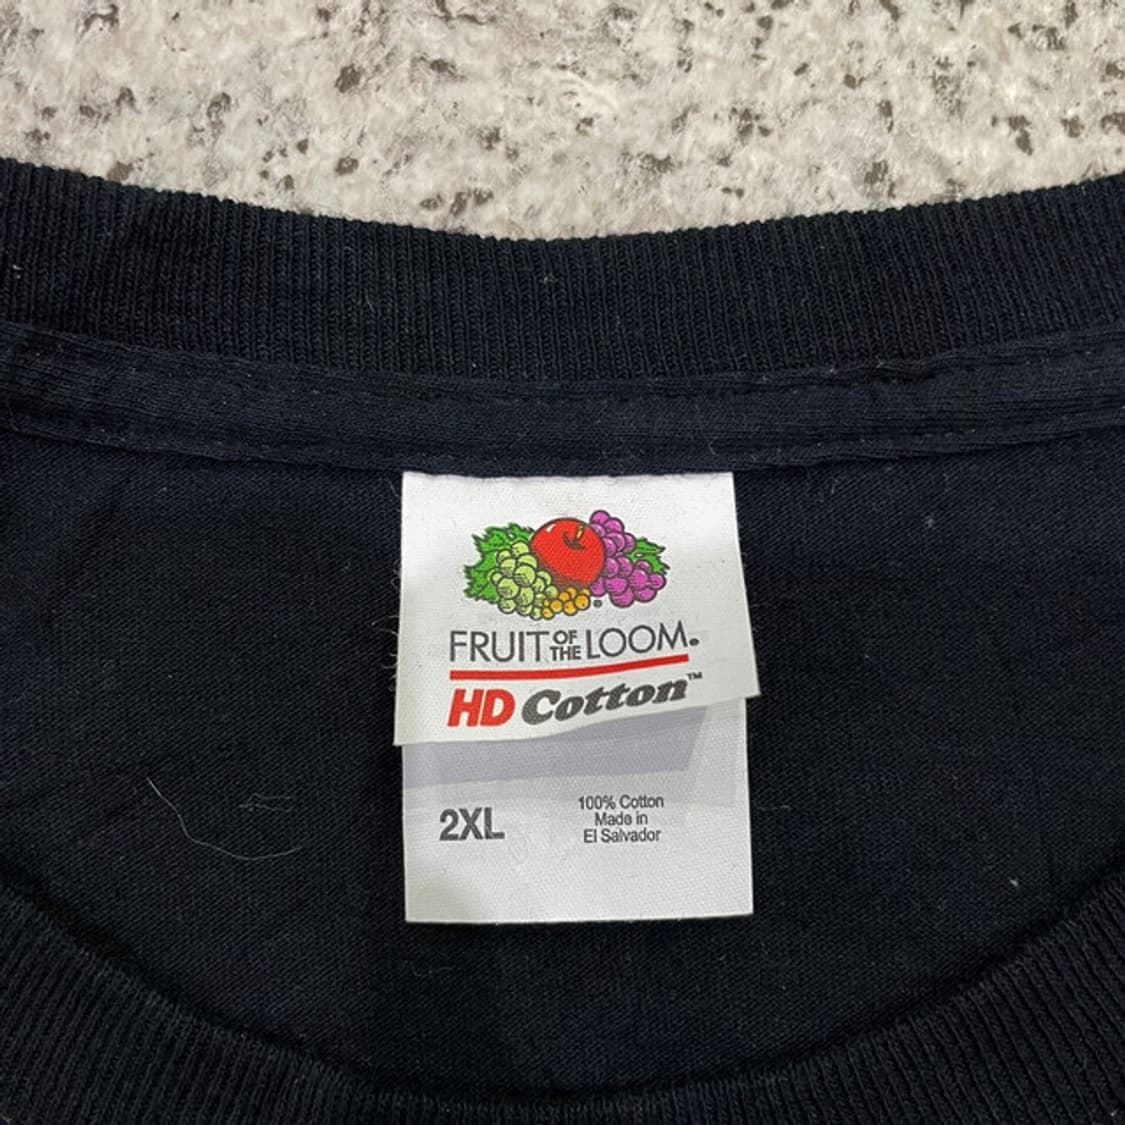 FRUIT OF THE LOOM®
HD Cotton™
2XL
100% Cotton
Made in
El Salvador